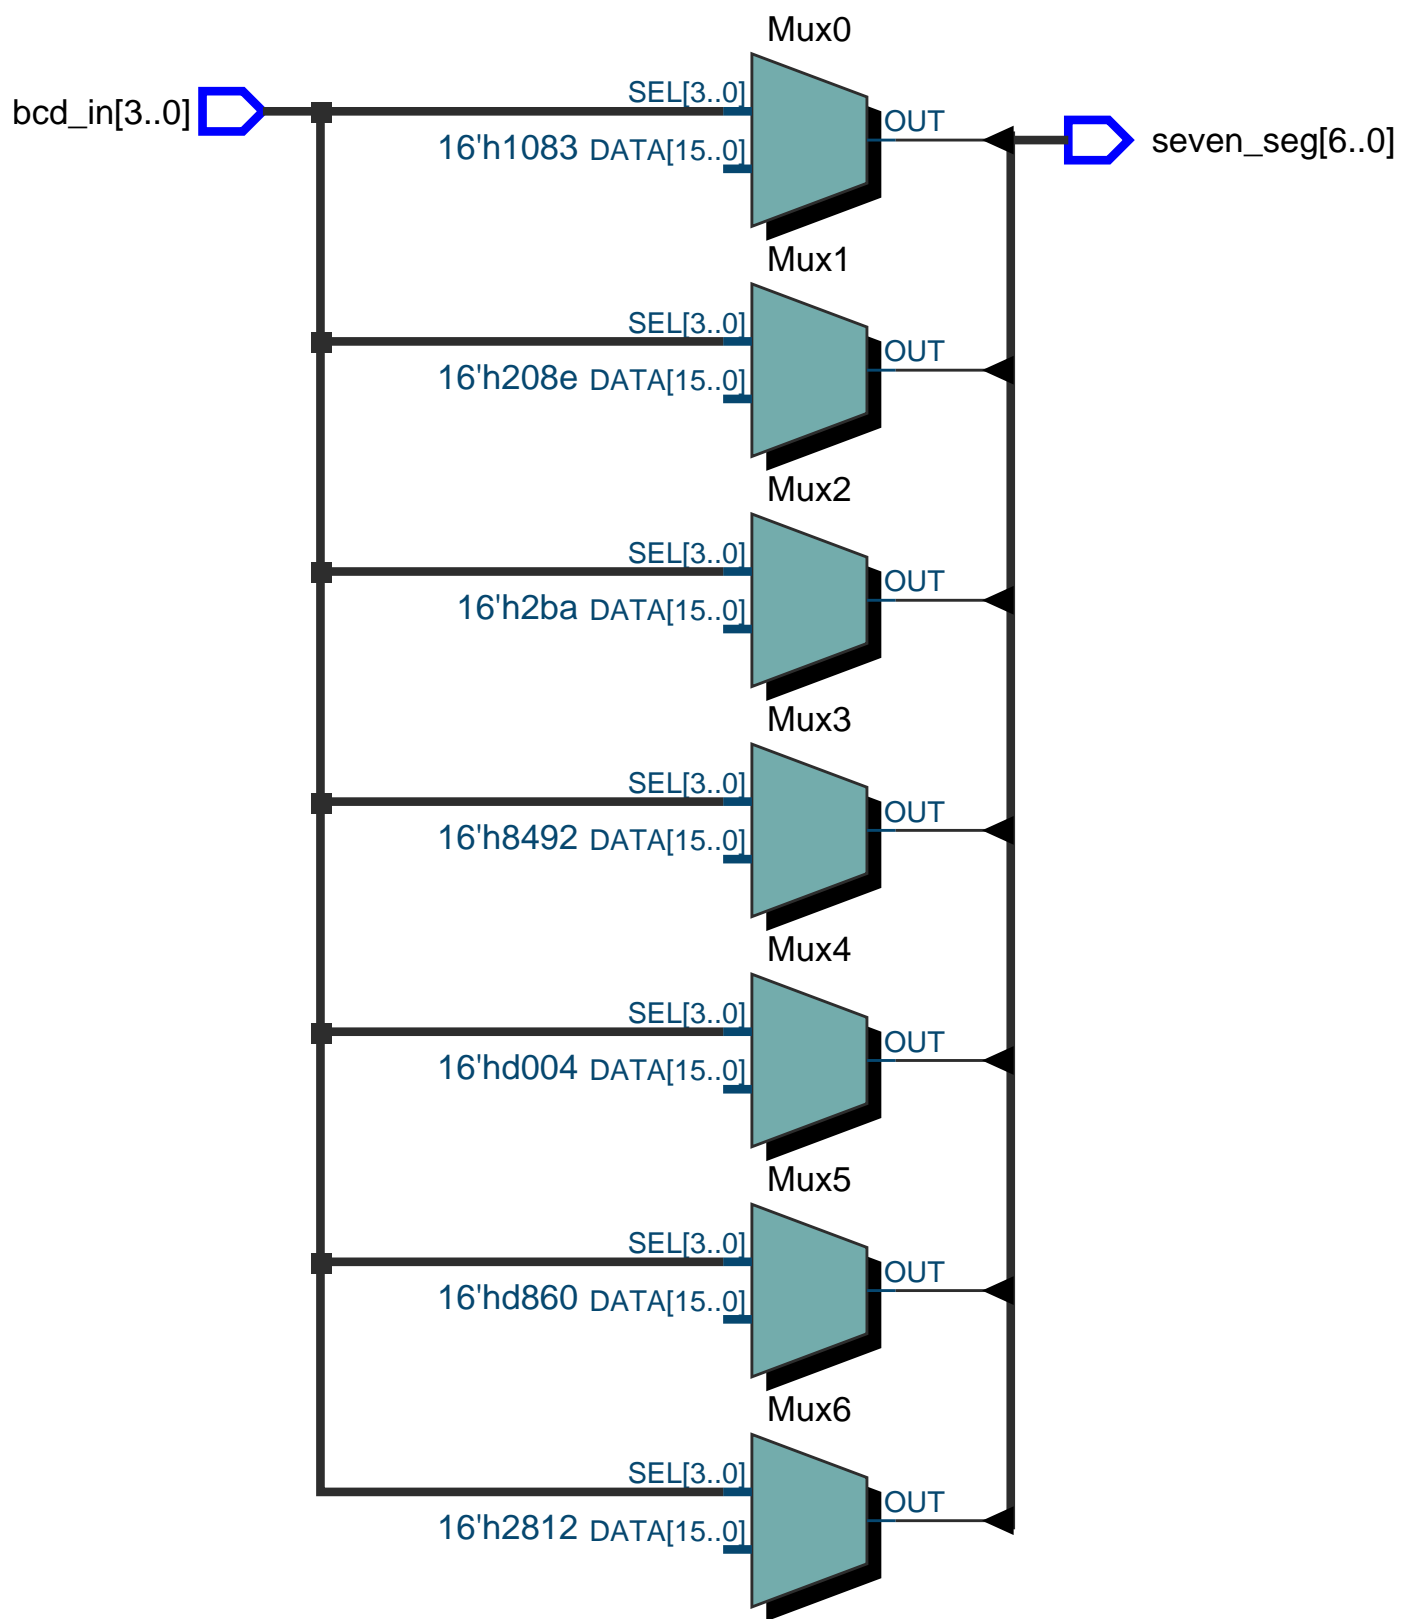 Mux0
bcd_in[3..0]
SEL[3..0]
16'h1083 DATA[15..0]
OUT
seven_seg[6..0]
Mux1
SEL[3..0]
16'h208e DATA[15..0]
OUT
Mux2
SEL[3..0]
16'h2ba DATA[15..0]
OUT
Mux3
SEL[3..0]
16'h8492 DATA[15..0]
OUT
Mux4
SEL[3..0]
16'hd004 DATA[15..0]
OUT
Mux5
SEL[3..0]
16'hd860 DATA[15..0]
OUT
Mux6
SEL[3..0]
16'h2812 DATA[15..0]
OUT